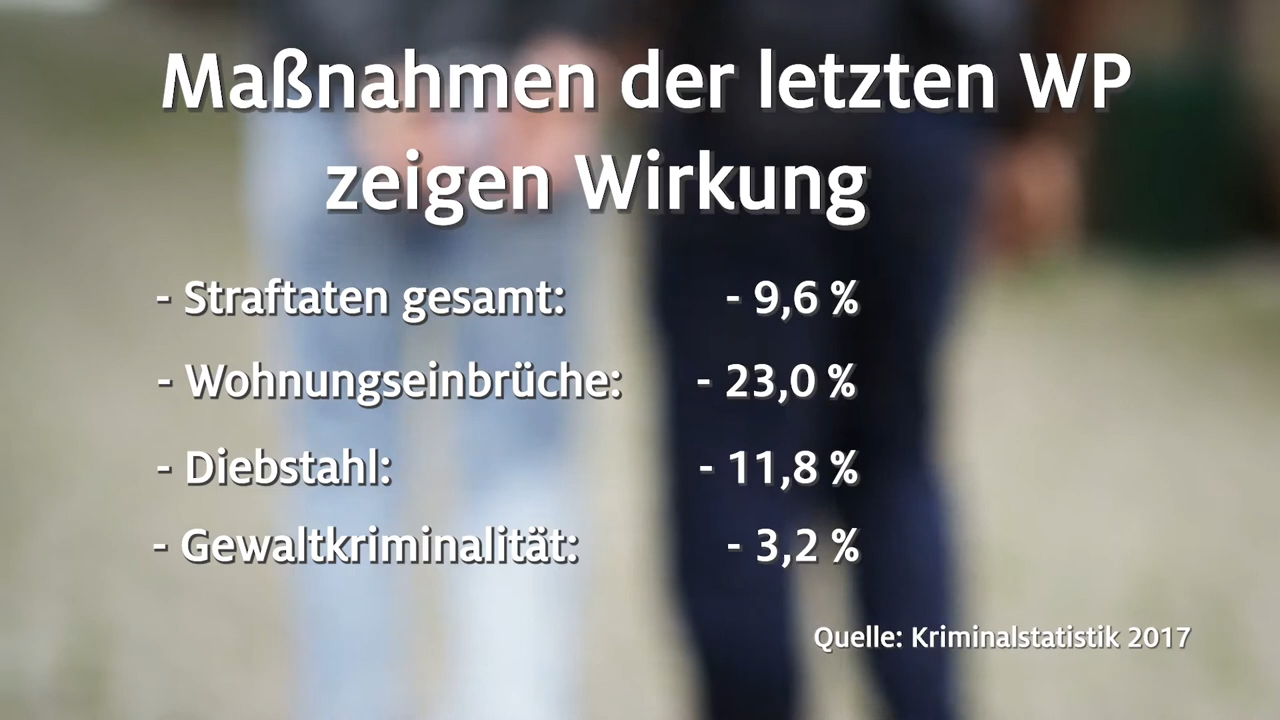 Maßnahmen der letzten WP
zeigen Wirkung
- Straftaten gesamt: - 9,6 %
- Wohnungseinbrüche: - 23,0 %
- Diebstahl: - 11,8 %
- Gewaltkriminalität: - 3,2 %
Quelle: Kriminalstatistik 2017